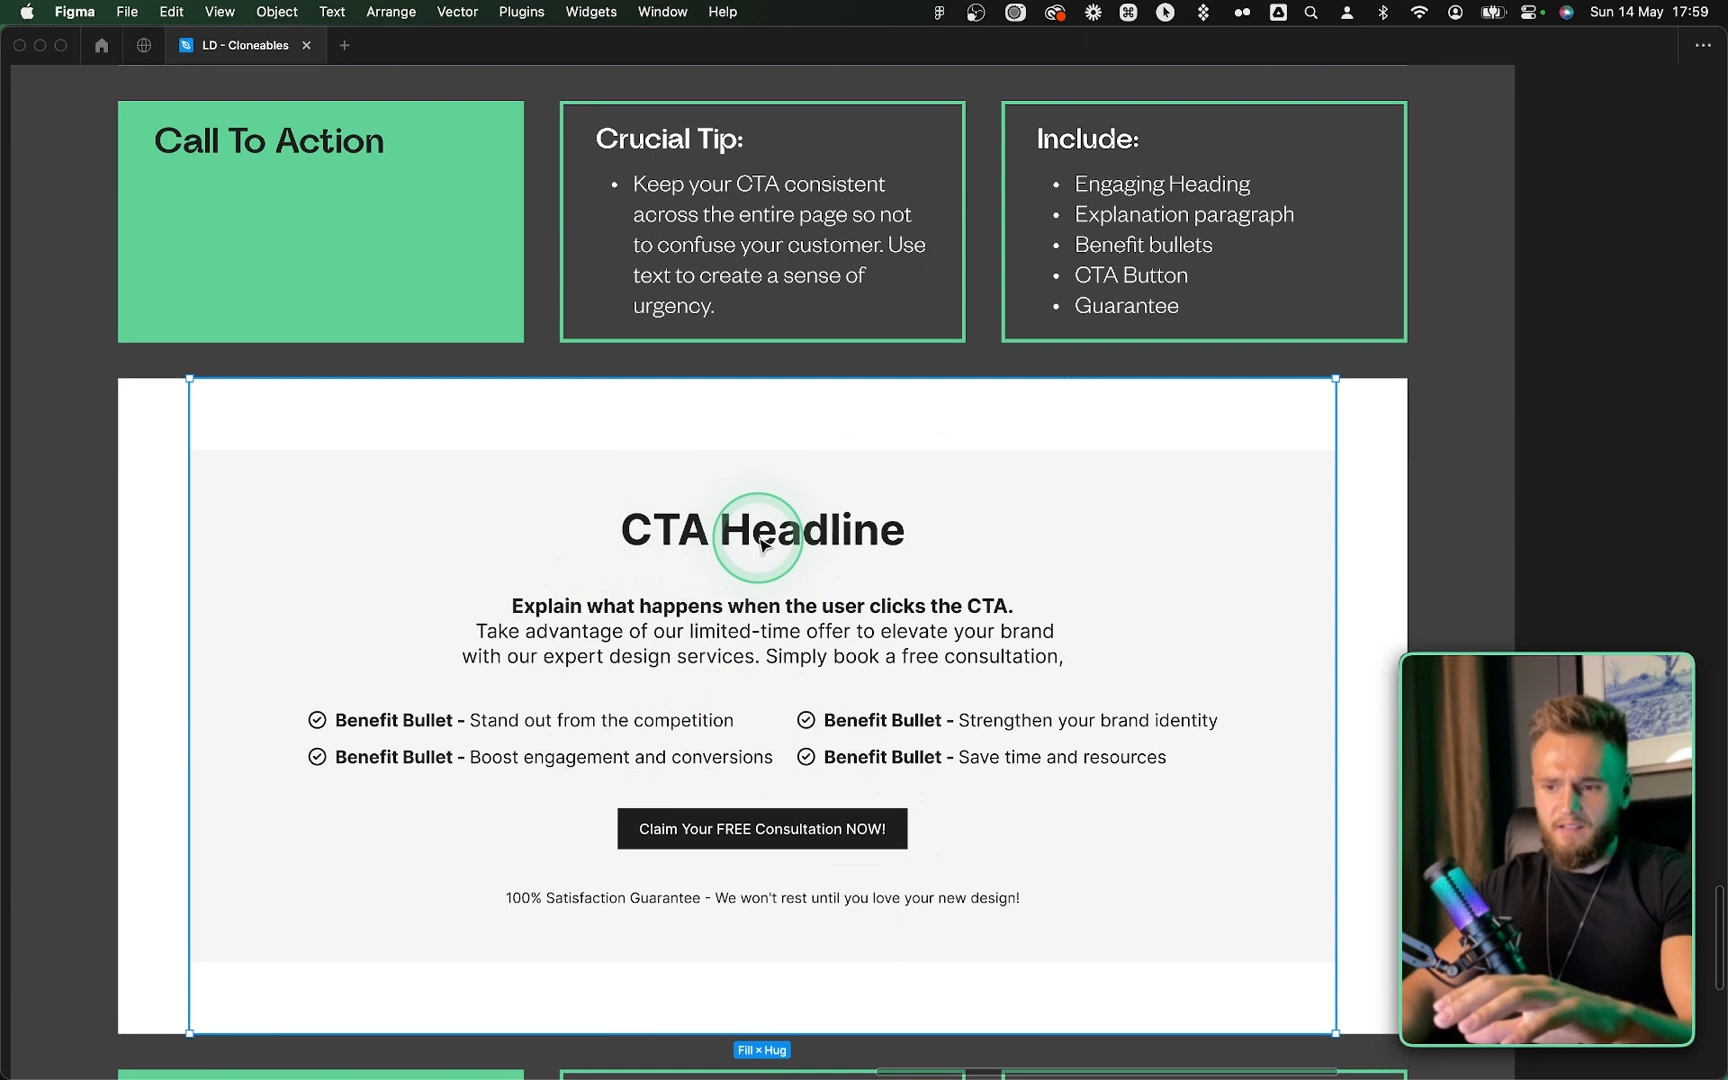 Figma File Edit View Object Text Arrange Vector Plugins Widgets Window Help Sun 14 May 17:59
LD - Cloneables
Call To Action
Crucial Tip:
• Keep your CTA consistent
across the entire page so not
to confuse your customer. Use
text to create a sense of
urgency.
Include:
• Engaging Heading
• Explanation paragraph
• Benefit bullets
• CTA Button
• Guarantee
CTA Headline
Explain what happens when the user clicks the CTA.
Take advantage of our limited-time offer to elevate your brand
with our expert design services. Simply book a free consultation,
Benefit Bullet - Stand out from the competition
Benefit Bullet - Strengthen your brand identity
Benefit Bullet - Boost engagement and conversions
Benefit Bullet - Save time and resources
Claim Your FREE Consultation NOW!
100% Satisfaction Guarantee - We won't rest until you love your new design!
Fill × Hug